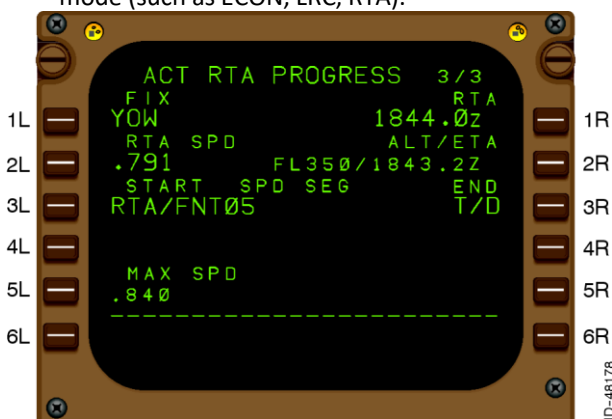 mode (such as ECON, LRC, RTA).
ACT RTA PROGRESS 3/3
FIX RTA
1L YOW 1844.0z 1R
RTA SPD ALT/ETA
2L .791 FL350/1843.2Z 2R
START SPD SEG END
3L RTA/FNT05 T/D 3R
4L 4R
MAX SPD
5L .840 5R
------------------------
6L 6R
ID-A8178